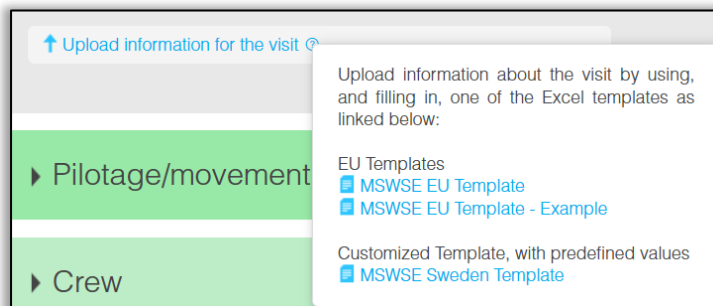 Upload information for the visit
Upload information about the visit by using,
and filling in, one of the Excel templates as
linked below:
EU Templates
MSWSE EU Template
MSWSE EU Template - Example
Customized Template, with predefined values
MSWSE Sweden Template
Pilotage/movement
Crew